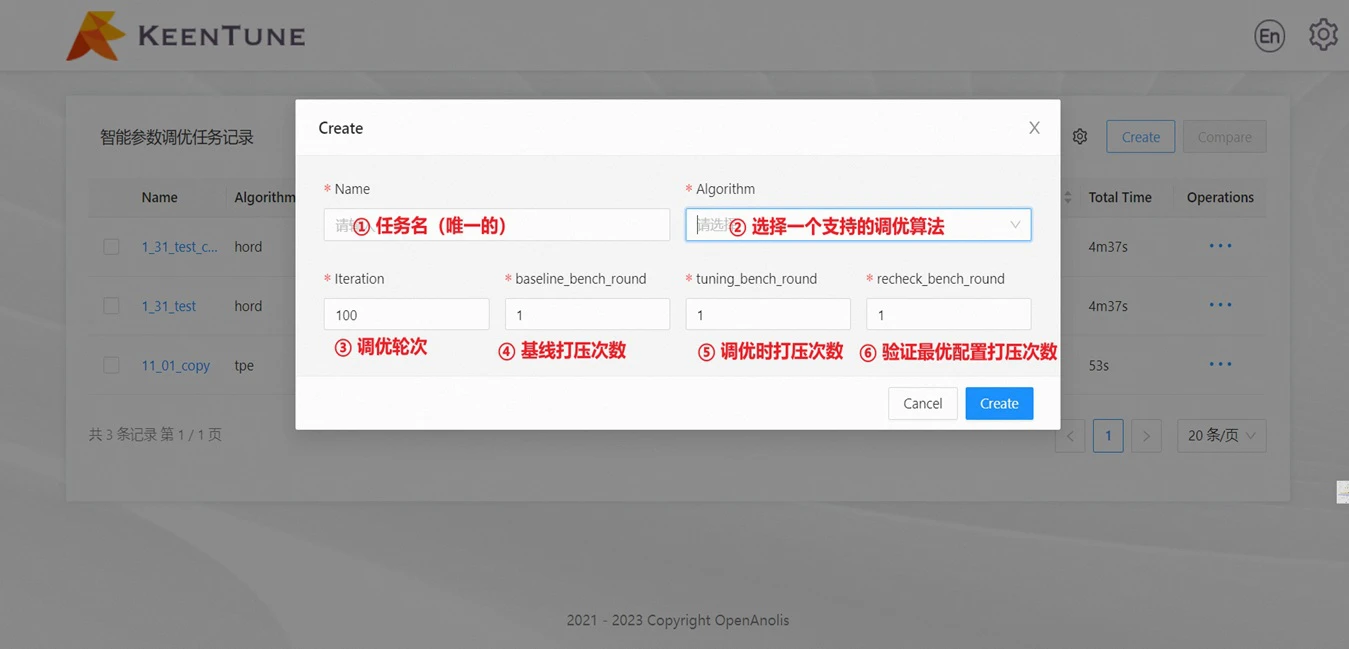 KEENTUNE
En
智能参数调优任务记录
Create
Compare
Name
Algorithm
Total Time
Operations
1_31_test_c...
hord
4m37s
1_31_test
hord
4m37s
11_01_copy
tpe
53s
共 3 条记录 第 1 / 1 页
1
20 条/页
Create
* Name
* Algorithm
① 任务名（唯一的）
请选择
② 选择一个支持的调优算法
* Iteration
* baseline_bench_round
* tuning_bench_round
* recheck_bench_round
100
1
1
1
③ 调优轮次
④ 基线打压次数
⑤ 调优时打压次数
⑥ 验证最优配置打压次数
Cancel
Create
2021 - 2023 Copyright OpenAnolis